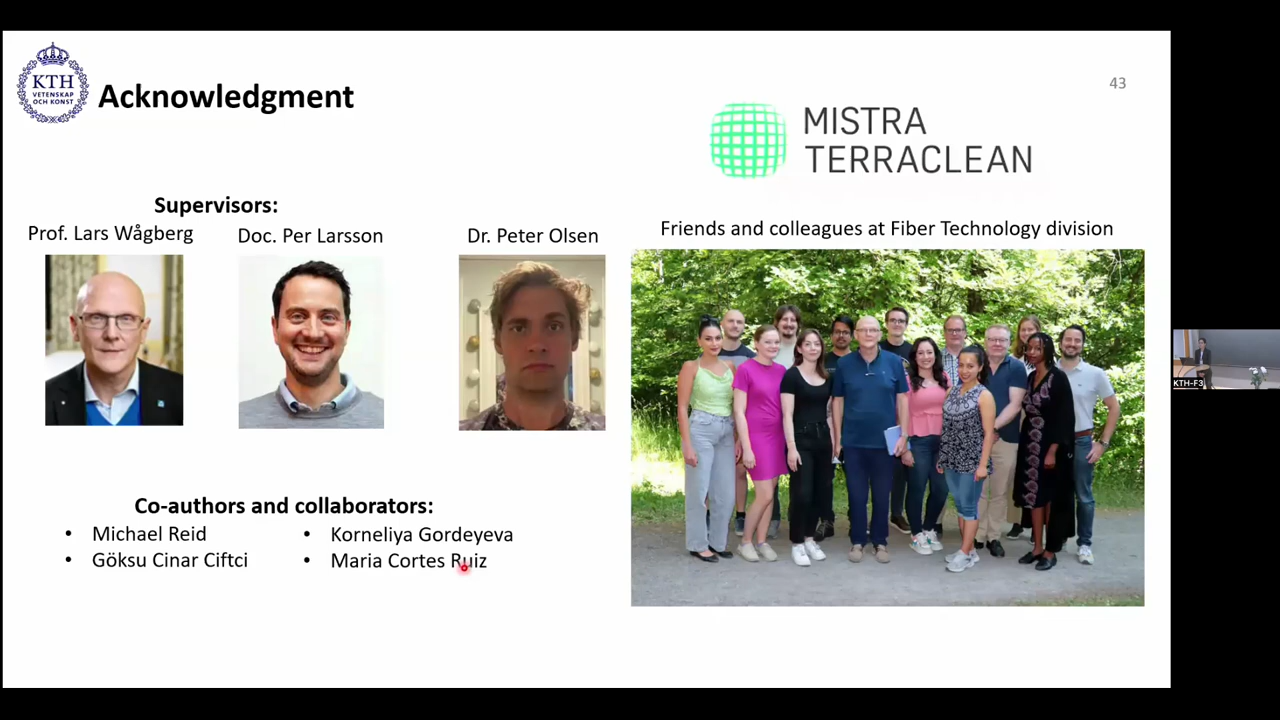 KTH
VETENSKAP
OCH KONST
Acknowledgment
43
MISTRA
TERRACLEAN
Supervisors:
Prof. Lars Wågberg
Doc. Per Larsson
Dr. Peter Olsen
Friends and colleagues at Fiber Technology division
Co-authors and collaborators:
• Michael Reid
• Göksu Cinar Ciftci
• Korneliya Gordeyeva
• Maria Cortes Ruiz
KTH-F3